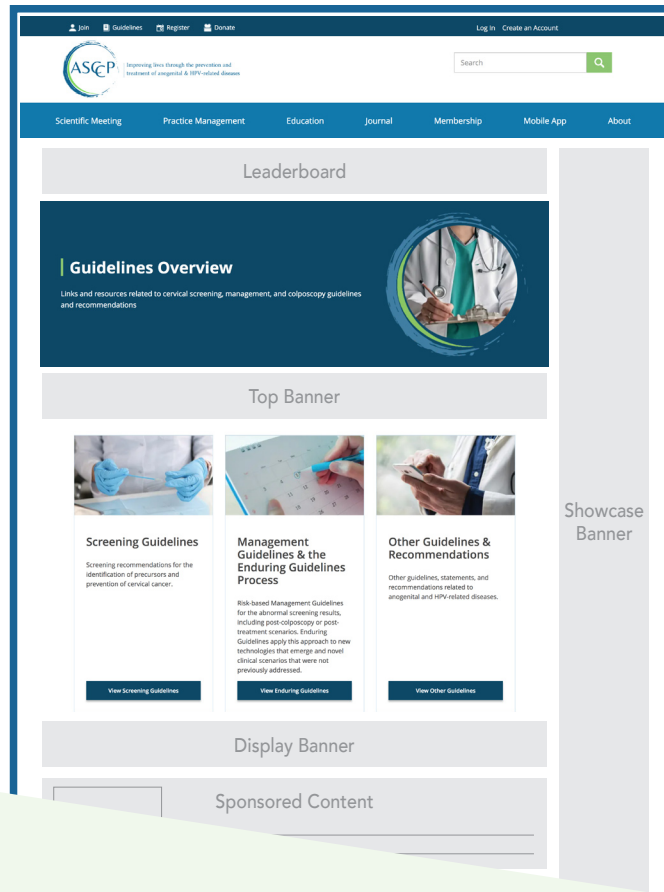 Join Guidelines Register Donate Log In Create an Account
ASCCP
Improving lives through the prevention and
treatment of anogenital & HPV-related diseases
Search
Scientific Meeting Practice Management Education Journal Membership Mobile App About
Leaderboard
Guidelines Overview
Links and resources related to cervical screening, management, and colposcopy guidelines
and recommendations
Top Banner
Screening Guidelines
Screening recommendations for the
identification of precursors and
prevention of cervical cancer.
View Screening Guidelines
Management
Guidelines & the
Enduring Guidelines
Process
Risk-based Management Guidelines
for the abnormal screening results,
including post-colposcopy or post-
treatment scenarios. Enduring
Guidelines apply this approach to new
technologies that emerge and novel
clinical scenarios that were not
previously addressed.
View Enduring Guidelines
Other Guidelines &
Recommendations
Other guidelines, statements, and
recommendations related to
anogenital and HPV-related diseases.
View Other Guidelines
Showcase
Banner
Display Banner
Sponsored Content